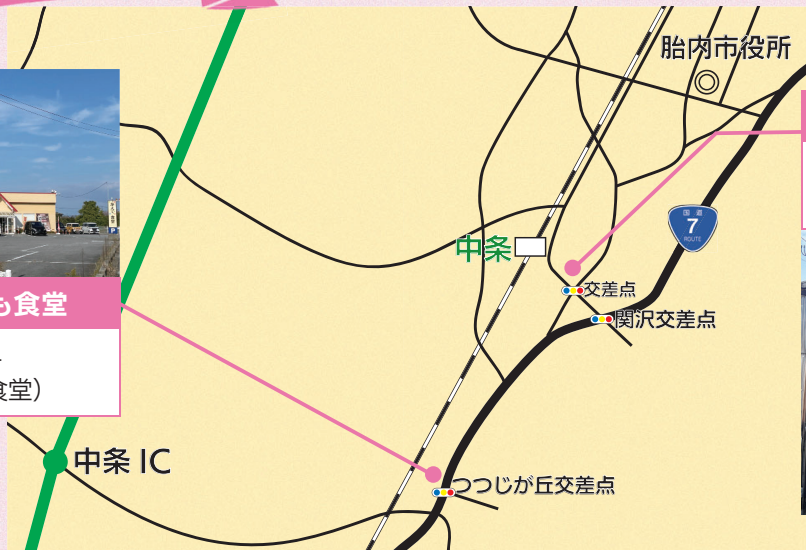 胎内市役所
国道
7
ROUTE
中条
交差点
関沢交差点
も食堂
食堂）
中条 IC
つつじが丘交差点